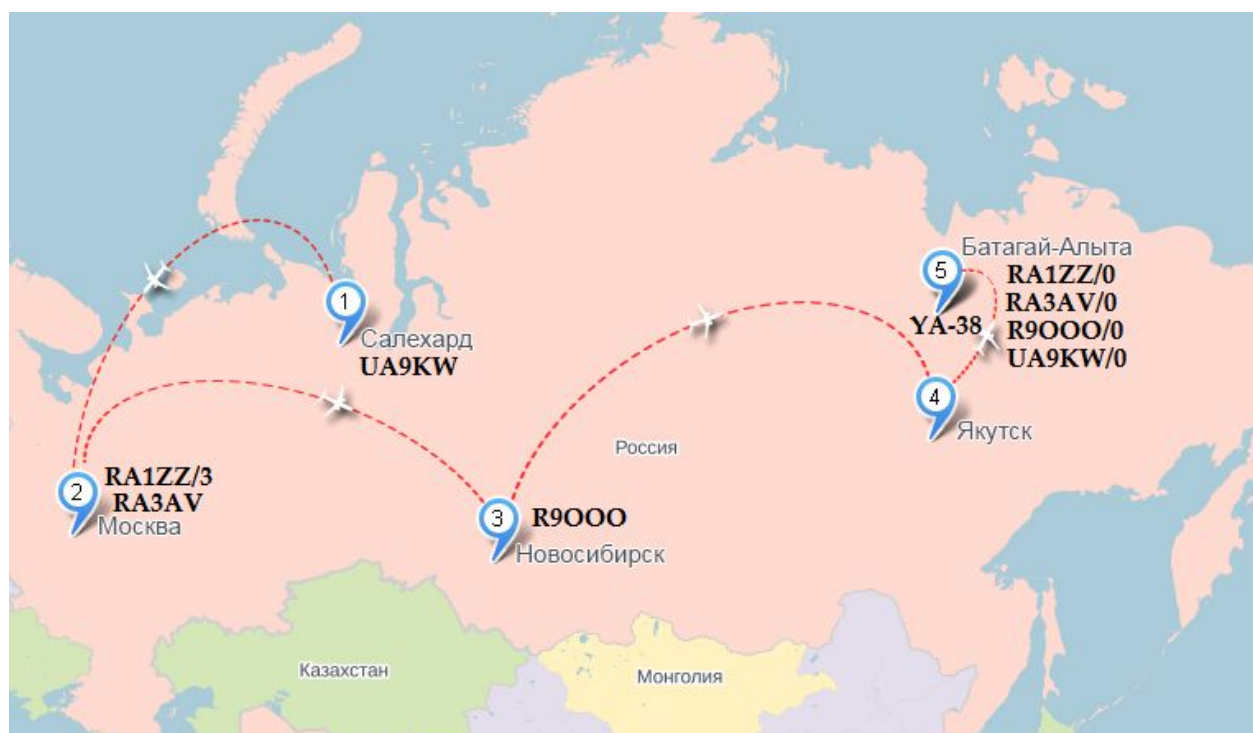 1
Салехард
UA9KW
2
RA1ZZ/3
RA3AV
Москва
3
R9OOO
Новосибирск
4
Якутск
5
Батагай-Алыта
YA-38
RA1ZZ/0
RA3AV/0
R9OOO/0
UA9KW/0
Россия
Казахстан
Монголия